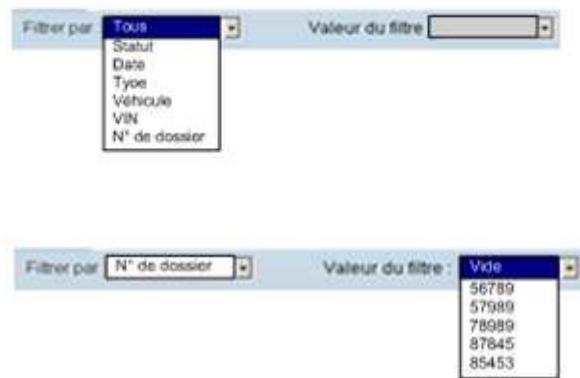 Filtrer par : Tous Valeur du filtre
Statut
Date
Tyoe
Véhicule
VIN
N° de dossier
Filtrer par N° de dossier Valeur du filtre : Vide
56789
57989
78989
87845
85453